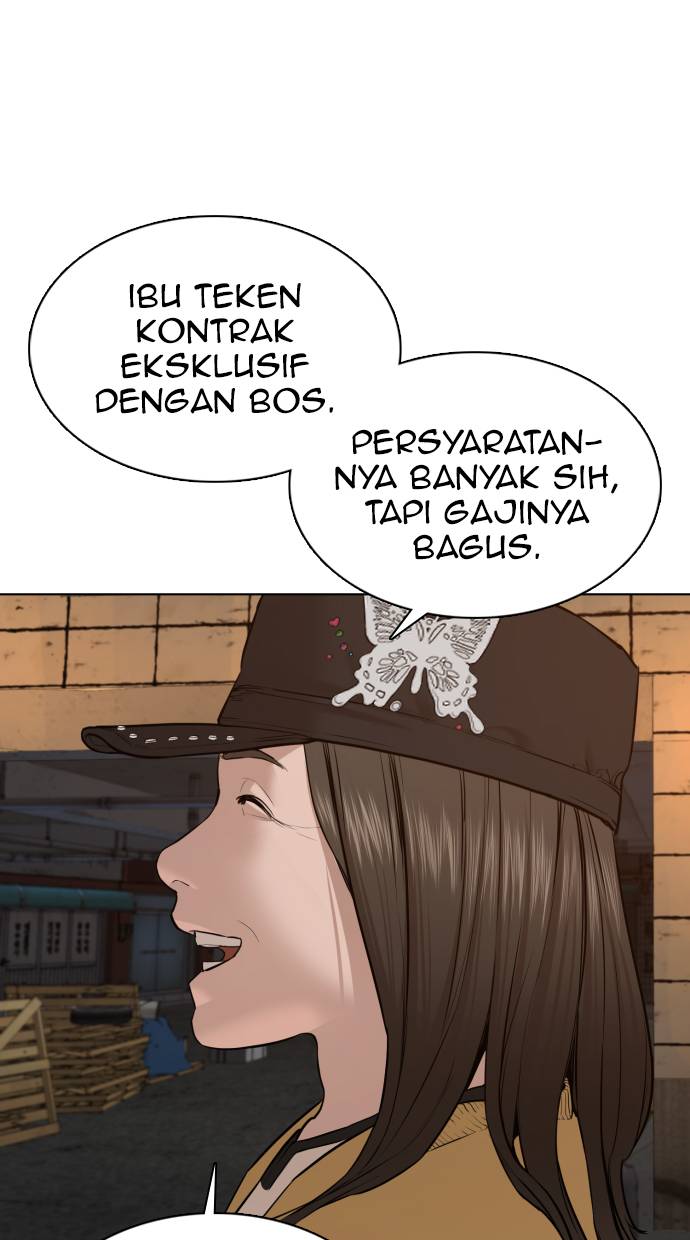 IBU TEKEN
KONTRAK
EKSKLUSIF
DENGAN BOS.
PERSYARATAN-
NYA BANYAK SIH,
TAPI GAJINYA
BAGUS.